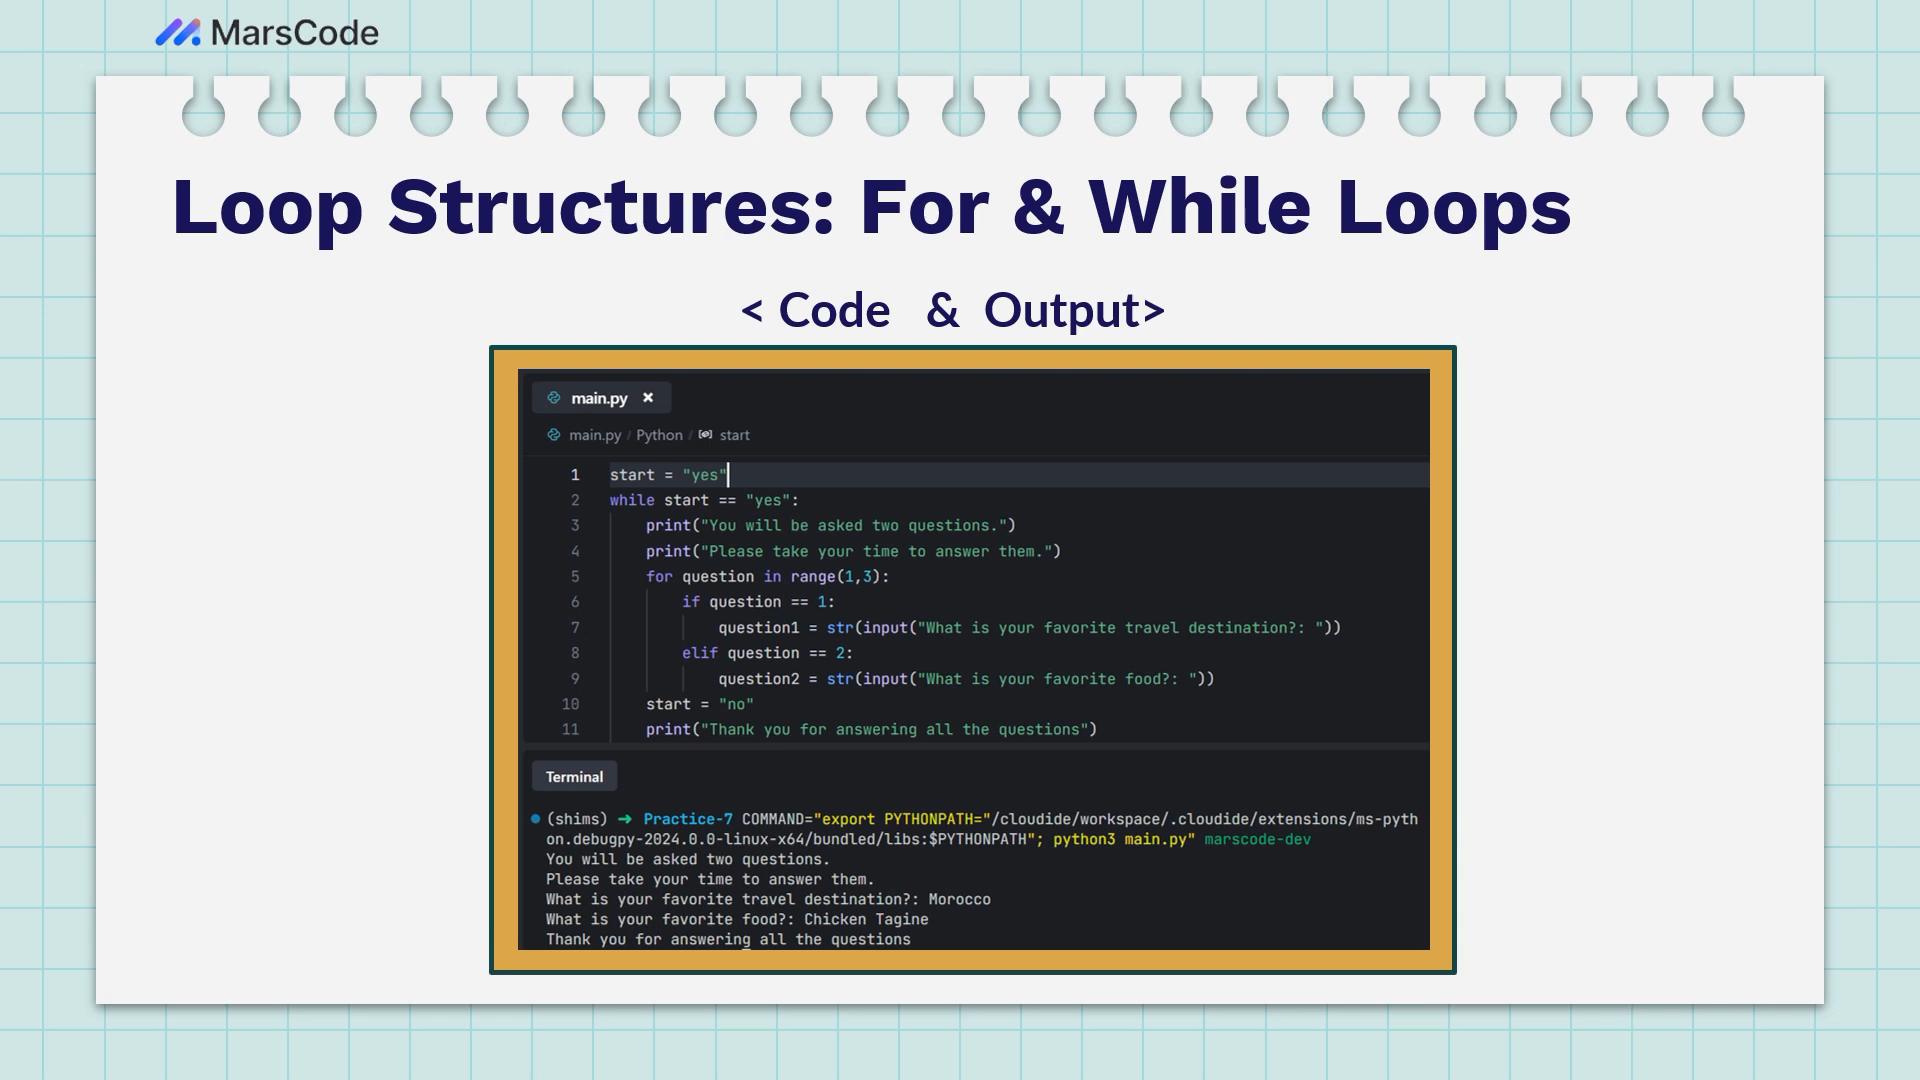 MarsCode
Loop Structures: For & While Loops
< Code & Output>
main.py ×
main.py / Python / start
1 start = "yes"
2 while start == "yes":
3 print("You will be asked two questions.")
4 print("Please take your time to answer them.")
5 for question in range(1,3):
6 if question == 1:
7 question1 = str(input("What is your favorite travel destination?: "))
8 elif question == 2:
9 question2 = str(input("What is your favorite food?: "))
10 start = "no"
11 print("Thank you for answering all the questions")
Terminal
(shims) ➜ Practice-7 COMMAND="export PYTHONPATH="/cloudide/workspace/.cloudide/extensions/ms-pyth
on.debugpy-2024.0.0-linux-x64/bundled/libs:$PYTHONPATH"; python3 main.py" marscode-dev
You will be asked two questions.
Please take your time to answer them.
What is your favorite travel destination?: Morocco
What is your favorite food?: Chicken Tagine
Thank you for answering all the questions